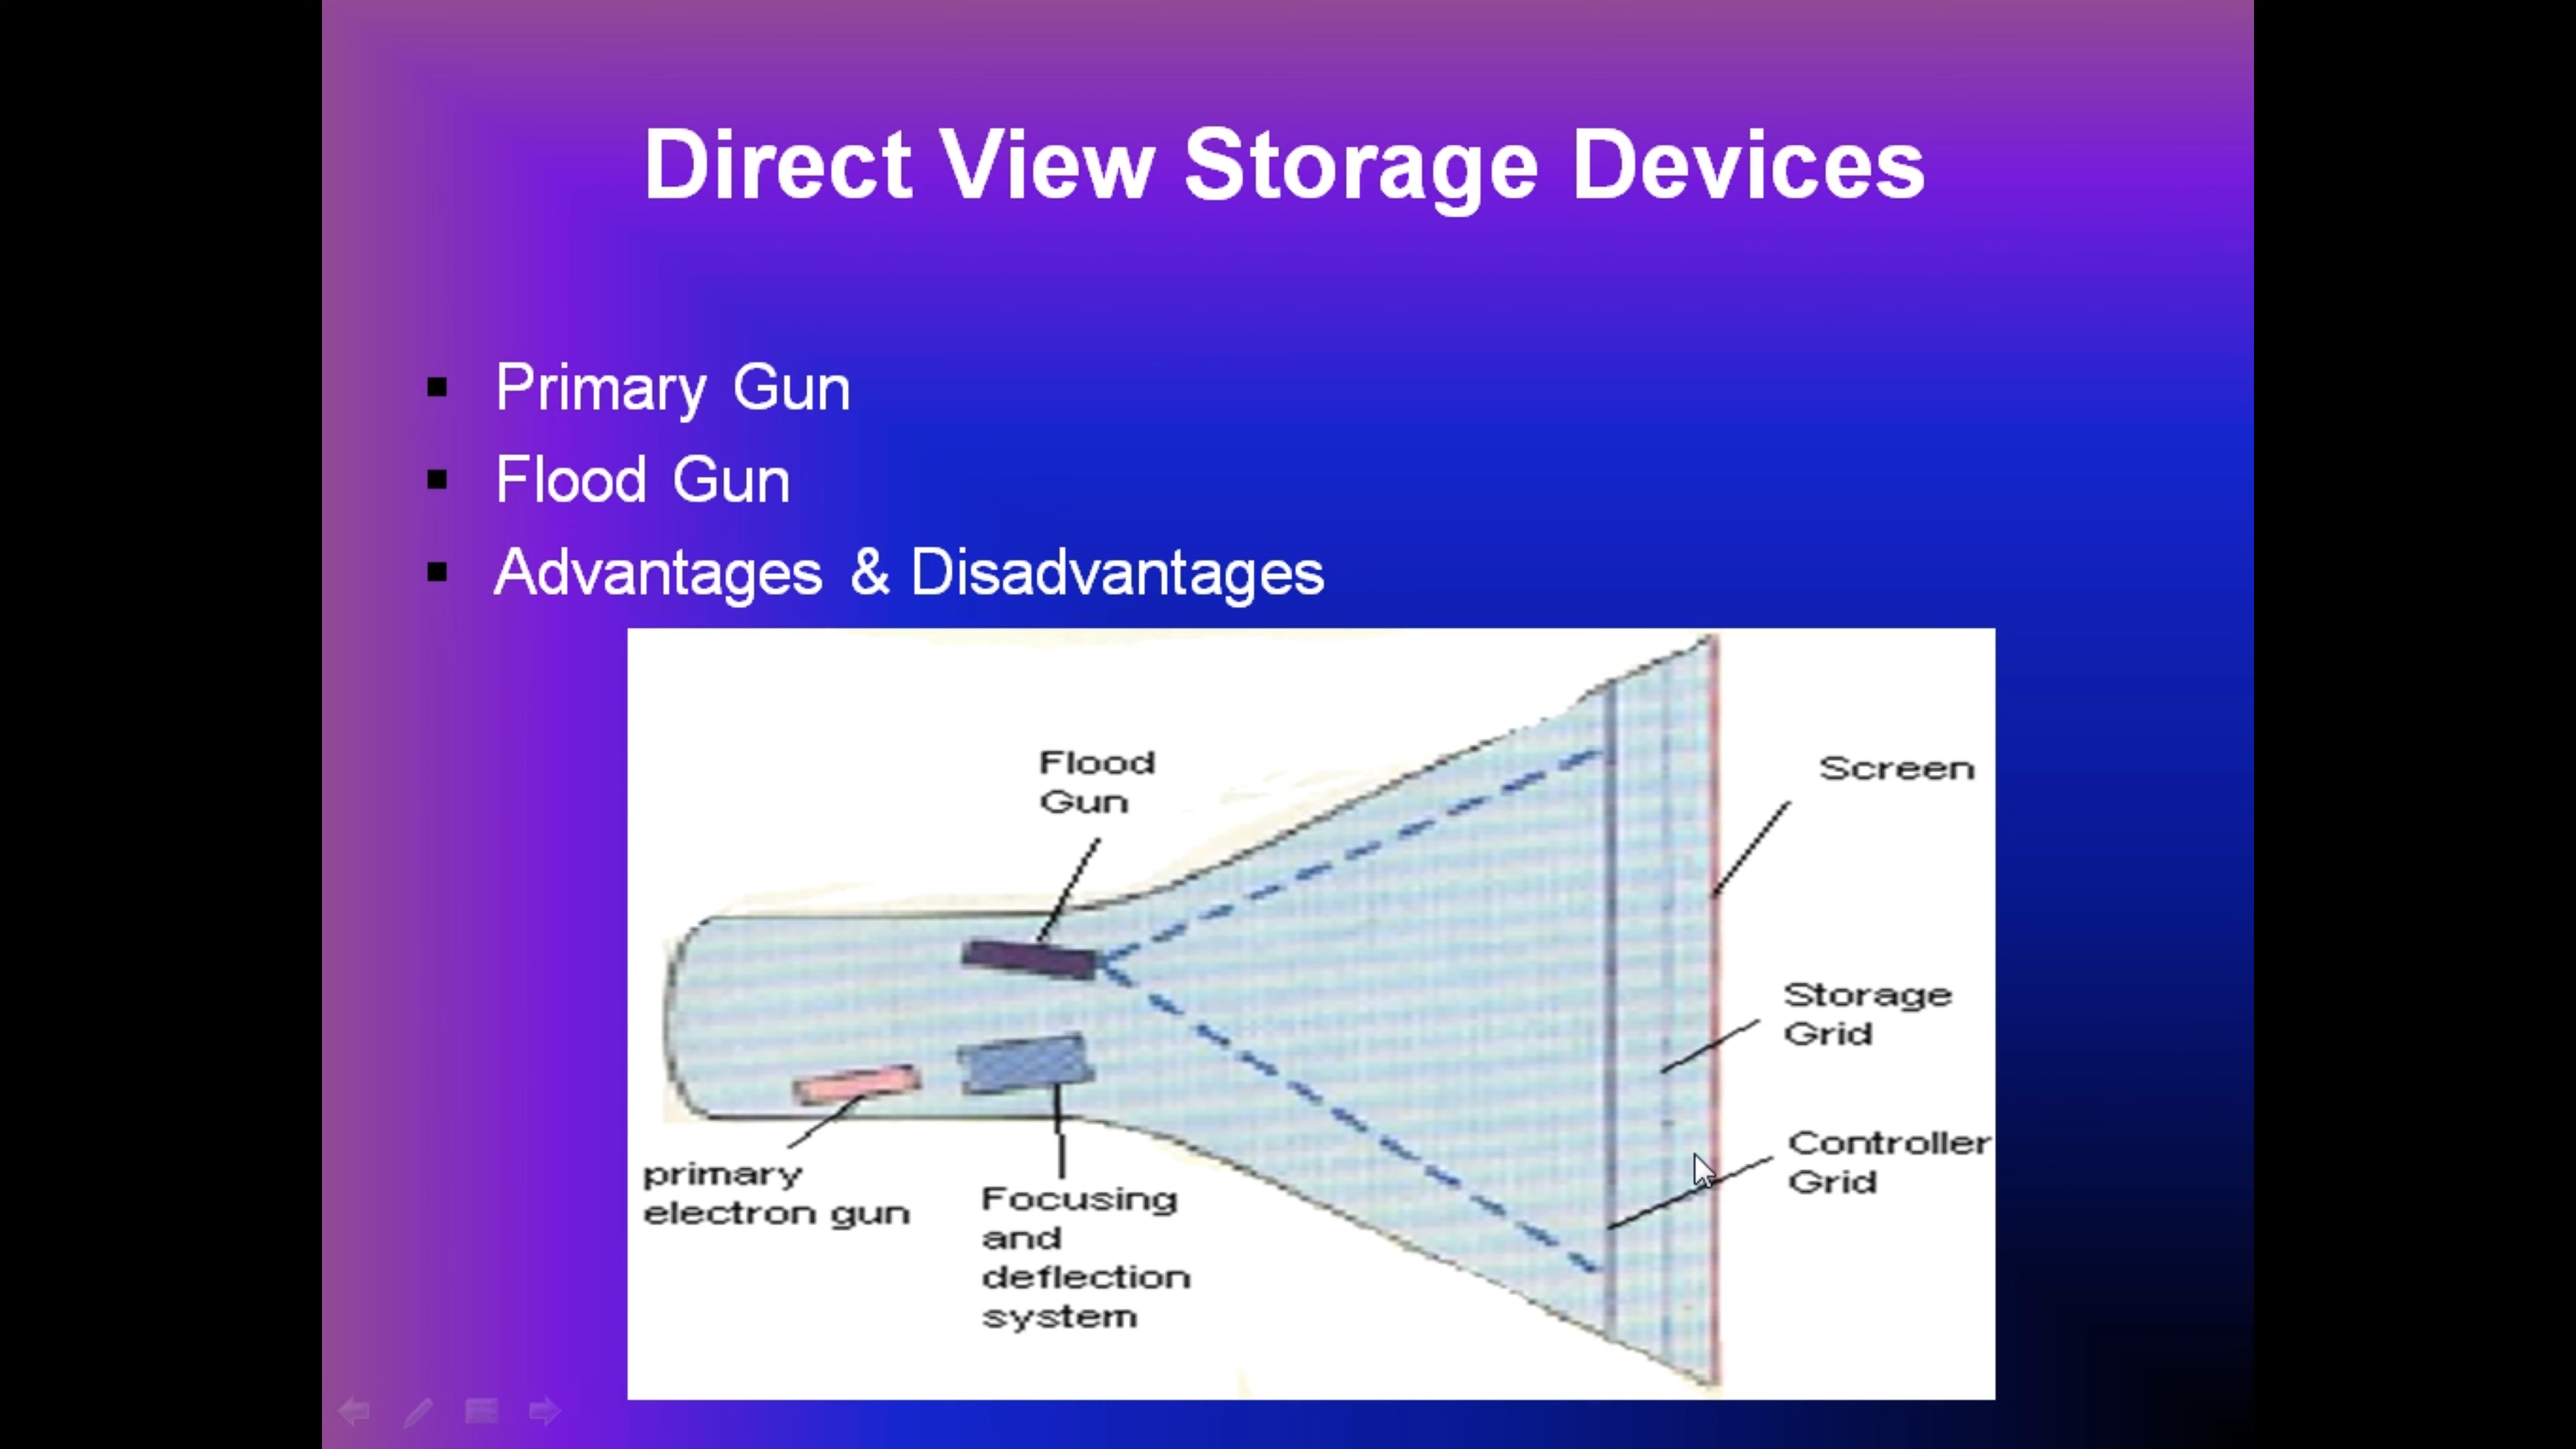 Direct View Storage Devices
Primary Gun
Flood Gun
Advantages & Disadvantages
Flood
Gun
Screen
Storage
Grid
Controller
Grid
primary
electron gun
Focusing
and
deflection
system